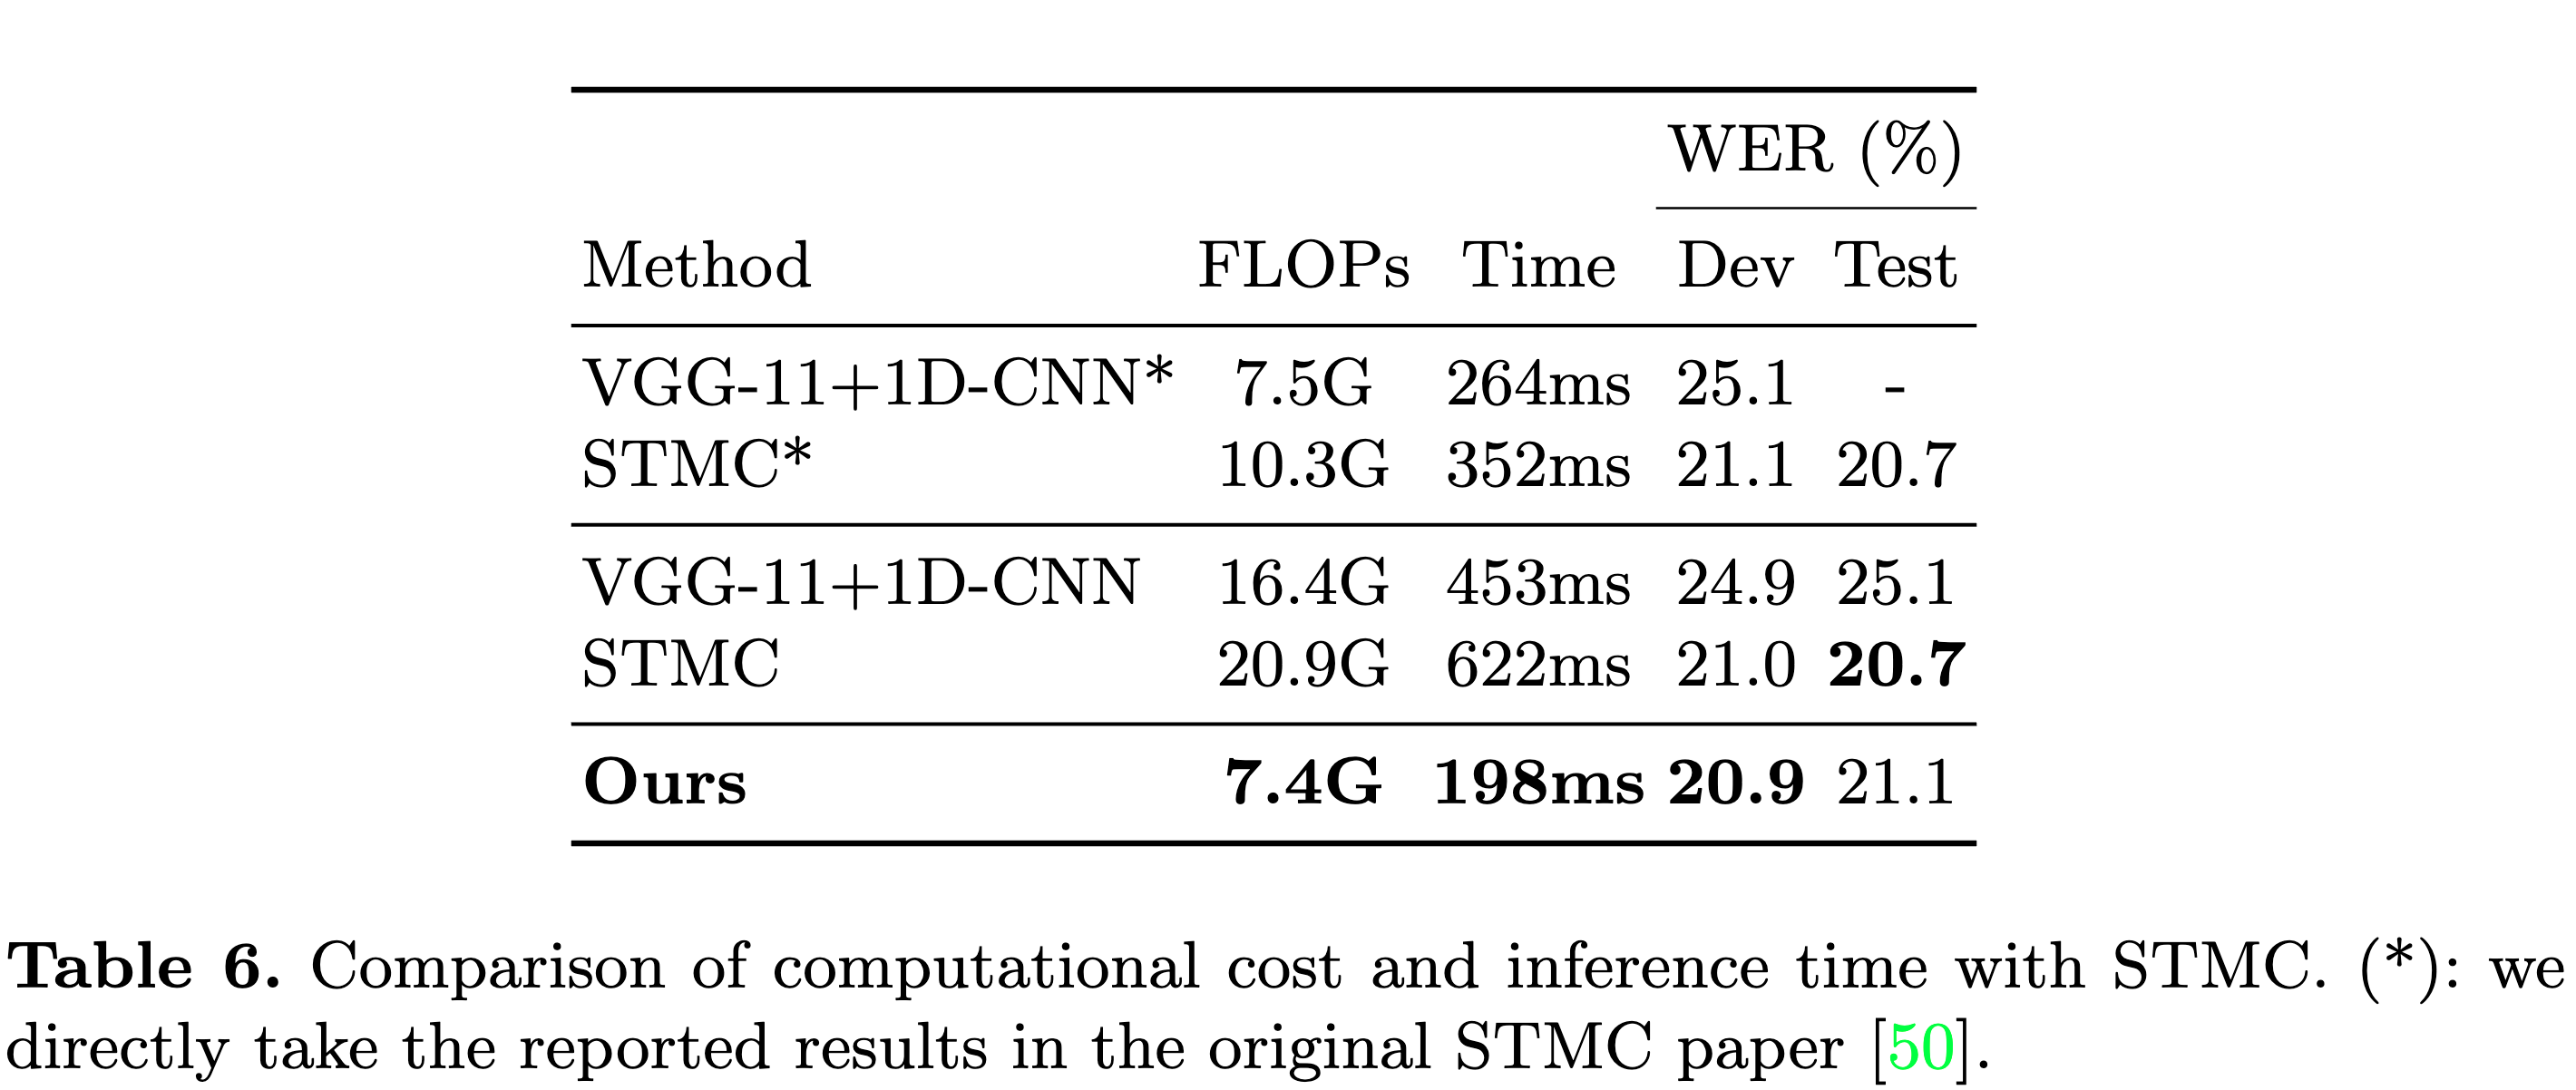 WER (%)
Method FLOPs Time Dev Test
VGG-11+1D-CNN* 7.5G 264ms 25.1 -
STMC* 10.3G 352ms 21.1 20.7
VGG-11+1D-CNN 16.4G 453ms 24.9 25.1
STMC 20.9G 622ms 21.0 20.7
Ours 7.4G 198ms 20.9 21.1
Table 6. Comparison of computational cost and inference time with STMC. (*): we
directly take the reported results in the original STMC paper [50].